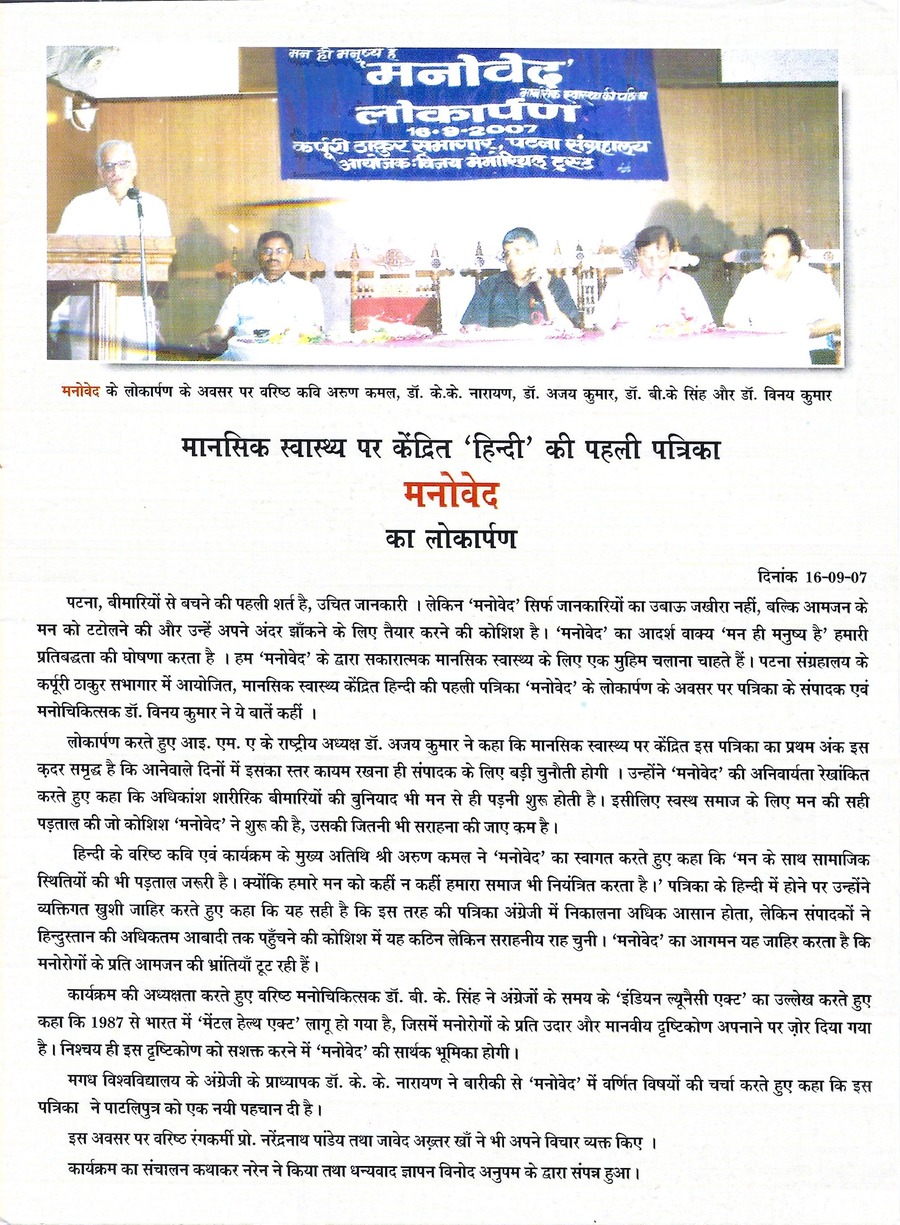 मन ही मनुष्य है
'मनोवेद'
मानसिक स्वास्थ्य की पत्रिका
लोकार्पण
16-9-2007
कर्पूरी ठाकुर सभागार, पटना संग्रहालय
आयोजक: विजय मेमोरियल ट्रस्ट
मनोवेद के लोकार्पण के अवसर पर वरिष्ठ कवि अरुण कमल, डॉ. के.के. नारायण, डॉ. अजय कुमार, डॉ. बी.के सिंह और डॉ. विनय कुमार
मानसिक स्वास्थ्य पर केंद्रित 'हिन्दी' की पहली पत्रिका
मनोवेद
का लोकार्पण
दिनांक 16-09-07
पटना, बीमारियों से बचने की पहली शर्त है, उचित जानकारी । लेकिन 'मनोवेद' सिर्फ जानकारियों का उबाऊ जखीरा नहीं, बल्कि आमजन के
मन को टटोलने की और उन्हें अपने अंदर झाँकने के लिए तैयार करने की कोशिश है। 'मनोवेद' का आदर्श वाक्य 'मन ही मनुष्य है' हमारी
प्रतिबद्धता की घोषणा करता है । हम 'मनोवेद' के द्वारा सकारात्मक मानसिक स्वास्थ्य के लिए एक मुहिम चलाना चाहते हैं। पटना संग्रहालय के
कर्पूरी ठाकुर सभागार में आयोजित, मानसिक स्वास्थ्य केंद्रित हिन्दी की पहली पत्रिका 'मनोवेद' के लोकार्पण के अवसर पर पत्रिका के संपादक एवं
मनोचिकित्सक डॉ. विनय कुमार ने ये बातें कहीं ।
लोकार्पण करते हुए आइ. एम. ए के राष्ट्रीय अध्यक्ष डॉ. अजय कुमार ने कहा कि मानसिक स्वास्थ्य पर केंद्रित इस पत्रिका का प्रथम अंक इस
क़दर समृद्ध है कि आनेवाले दिनों में इसका स्तर कायम रखना ही संपादक के लिए बड़ी चुनौती होगी । उन्होंने 'मनोवेद' की अनिवार्यता रेखांकित
करते हुए कहा कि अधिकांश शारीरिक बीमारियों की बुनियाद भी मन से ही पड़नी शुरू होती है। इसीलिए स्वस्थ समाज के लिए मन की सही
पड़ताल की जो कोशिश 'मनोवेद' ने शुरू की है, उसकी जितनी भी सराहना की जाए कम है।
हिन्दी के वरिष्ठ कवि एवं कार्यक्रम के मुख्य अतिथि श्री अरुण कमल ने 'मनोवेद' का स्वागत करते हुए कहा कि 'मन के साथ सामाजिक
स्थितियों की भी पड़ताल जरूरी है। क्योंकि हमारे मन को कहीं न कहीं हमारा समाज भी नियंत्रित करता है।' पत्रिका के हिन्दी में होने पर उन्होंने
व्यक्तिगत खुशी जाहिर करते हुए कहा कि यह सही है कि इस तरह की पत्रिका अंग्रेजी में निकालना अधिक आसान होता, लेकिन संपादकों ने
हिन्दुस्तान की अधिकतम आबादी तक पहुँचने की कोशिश में यह कठिन लेकिन सराहनीय राह चुनी। 'मनोवेद' का आगमन यह जाहिर करता है कि
मनोरोगों के प्रति आमजन की भ्रांतियाँ टूट रही हैं।
कार्यक्रम की अध्यक्षता करते हुए वरिष्ठ मनोचिकित्सक डॉ. बी. के. सिंह ने अंग्रेजों के समय के 'इंडियन ल्यूनैसी एक्ट' का उल्लेख करते हुए
कहा कि 1987 से भारत में 'मेंटल हेल्थ एक्ट' लागू हो गया है, जिसमें मनोरोगों के प्रति उदार और मानवीय दृष्टिकोण अपनाने पर ज़ोर दिया गया
है। निश्चय ही इस दृष्टिकोण को सशक्त करने में 'मनोवेद' की सार्थक भूमिका होगी।
मगध विश्वविद्यालय के अंग्रेजी के प्राध्यापक डॉ. के. के. नारायण ने बारीकी से 'मनोवेद' में वर्णित विषयों की चर्चा करते हुए कहा कि इस
पत्रिका ने पाटलिपुत्र को एक नयी पहचान दी है।
इस अवसर पर वरिष्ठ रंगकर्मी प्रो. नरेंद्रनाथ पांडेय तथा जावेद अख़्तर खाँ ने भी अपने विचार व्यक्त किए ।
कार्यक्रम का संचालन कथाकर नरेन ने किया तथा धन्यवाद ज्ञापन विनोद अनुपम के द्वारा संपन्न हुआ।